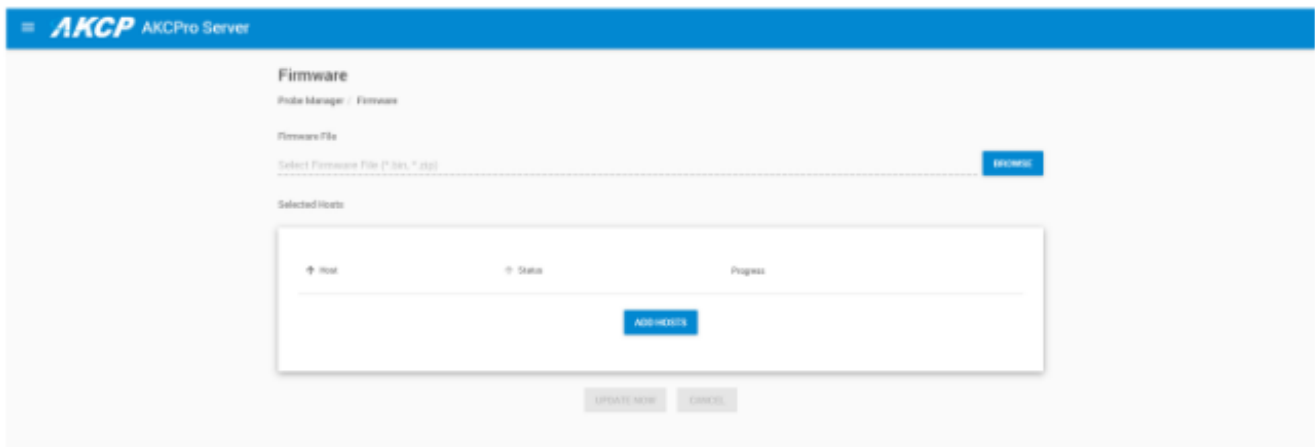 AKCP AKCPro Server
Firmware
Probe Manager / Firmware
Firmware File
Select Firmware File (*.bin, *.zip)
BROWSE
Selected Hosts
Host Status Progress
ADD HOSTS
UPDATE NOW CANCEL